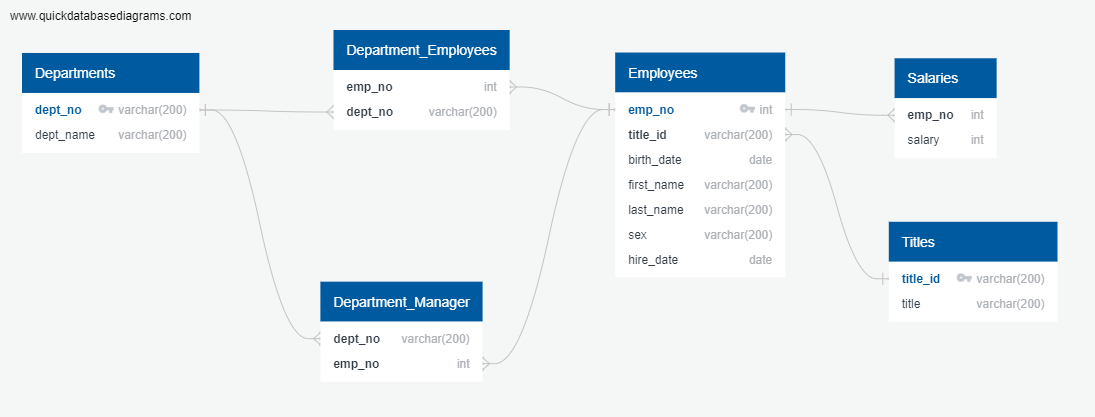 www.quickdatabasediagrams.com
Departments
dept_no varchar(200)
dept_name varchar(200)
Department_Employees
emp_no int
dept_no varchar(200)
Department_Manager
dept_no varchar(200)
emp_no int
Employees
emp_no int
title_id varchar(200)
birth_date date
first_name varchar(200)
last_name varchar(200)
sex varchar(200)
hire_date date
Salaries
emp_no int
salary int
Titles
title_id varchar(200)
title varchar(200)